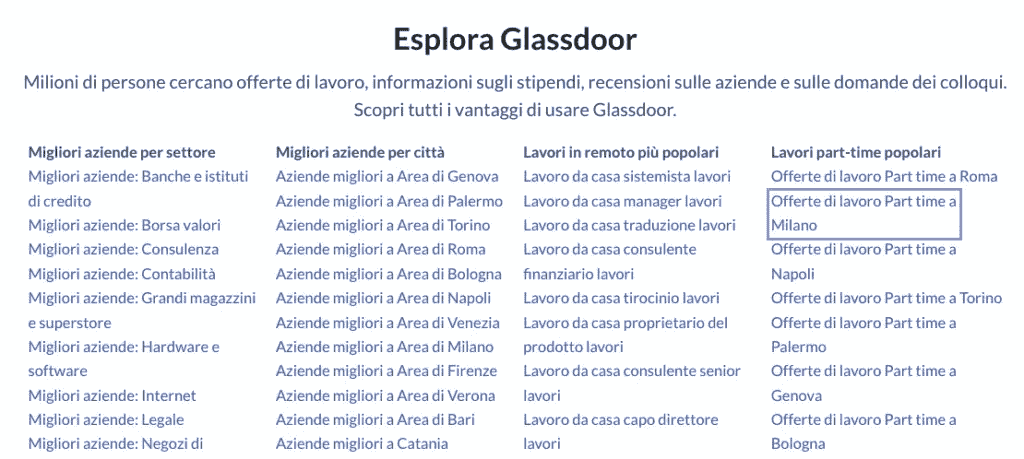 Esplora Glassdoor
Milioni di persone cercano offerte di lavoro, informazioni sugli stipendi, recensioni sulle aziende e sulle domande dei colloqui.
Scopri tutti i vantaggi di usare Glassdoor.
Migliori aziende per settore
Migliori aziende: Banche e istituti
di credito
Migliori aziende: Borsa valori
Migliori aziende: Consulenza
Migliori aziende: Contabilità
Migliori aziende: Grandi magazzini
e superstore
Migliori aziende: Hardware e
software
Migliori aziende: Internet
Migliori aziende: Legale
Migliori aziende: Negozi di
Migliori aziende per città
Aziende migliori a Area di Genova
Aziende migliori a Area di Palermo
Aziende migliori a Area di Torino
Aziende migliori a Area di Roma
Aziende migliori a Area di Bologna
Aziende migliori a Area di Napoli
Aziende migliori a Area di Venezia
Aziende migliori a Area di Milano
Aziende migliori a Area di Firenze
Aziende migliori a Area di Verona
Aziende migliori a Area di Bari
Aziende migliori a Catania
Lavori in remoto più popolari
Lavoro da casa sistemista lavori
Lavoro da casa manager lavori
Lavoro da casa traduzione lavori
Lavoro da casa consulente
finanziario lavori
Lavoro da casa tirocinio lavori
Lavoro da casa proprietario del
prodotto lavori
Lavoro da casa consulente senior
lavori
Lavoro da casa capo direttore
lavori
Lavori part-time popolari
Offerte di lavoro Part time a Roma
Offerte di lavoro Part time a
Milano
Offerte di lavoro Part time a
Napoli
Offerte di lavoro Part time a Torino
Offerte di lavoro Part time a
Palermo
Offerte di lavoro Part time a
Genova
Offerte di lavoro Part time a
Bologna